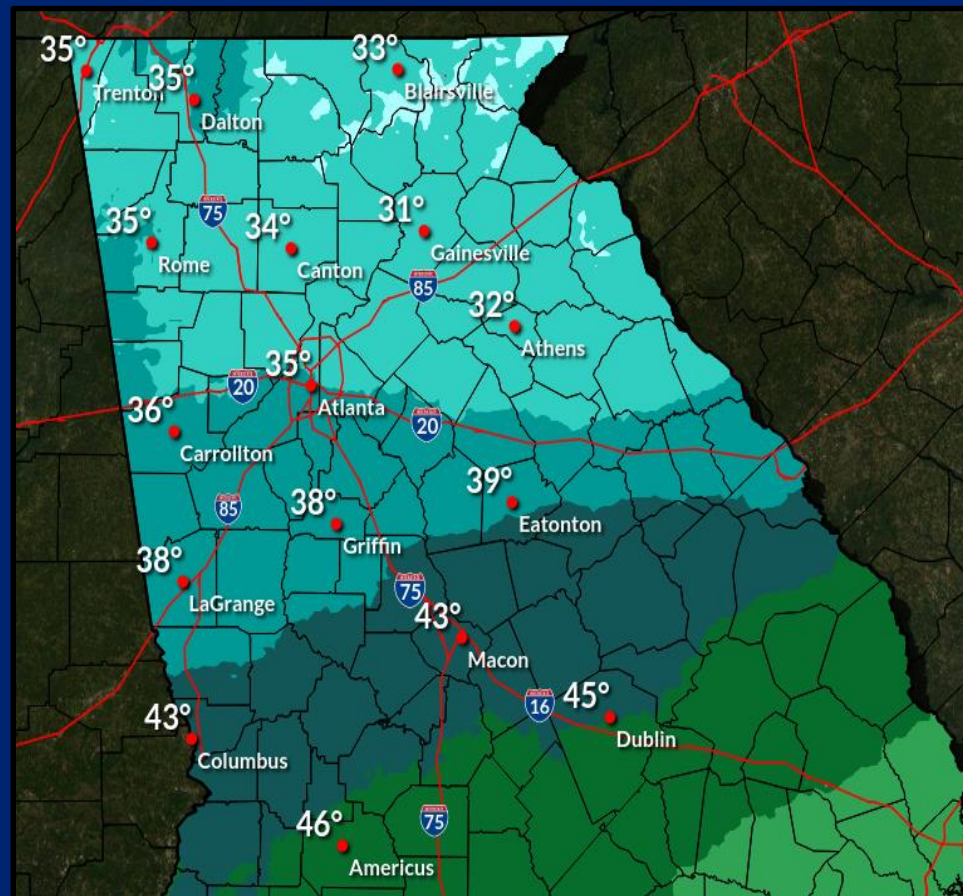 35°
Trenton
35°
Dalton
33°
Blairsville
75
35°
Rome
34°
Canton
31°
Gainesville
85
32°
Athens
35°
Atlanta
20
36°
Carrollton
20
85
38°
Griffin
39°
Eatonton
38°
LaGrange
75
43°
Macon
43°
Columbus
16
45°
Dublin
75
46°
Americus